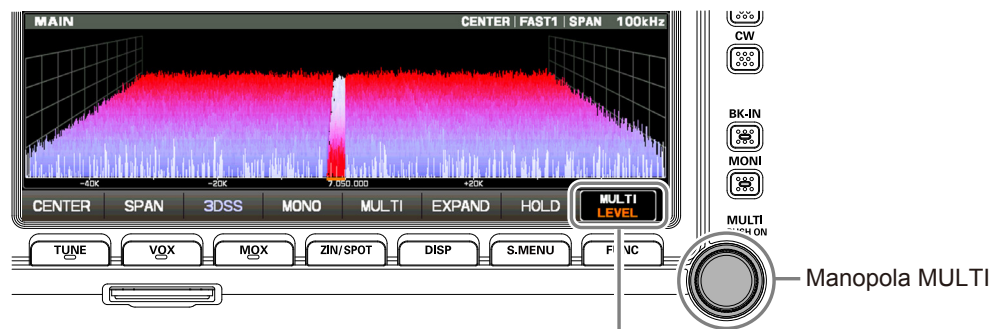 MAIN
CENTER | FAST1 | SPAN 100kHz
-40K -20K 7.050.000 +20K
CENTER SPAN 3DSS MONO MULTI EXPAND HOLD MULTI
LEVEL
CW
BK-IN
MONI
MULTI
TUNE VOX MOX ZIN/SPOT DISP S.MENU
Manopola MULTI